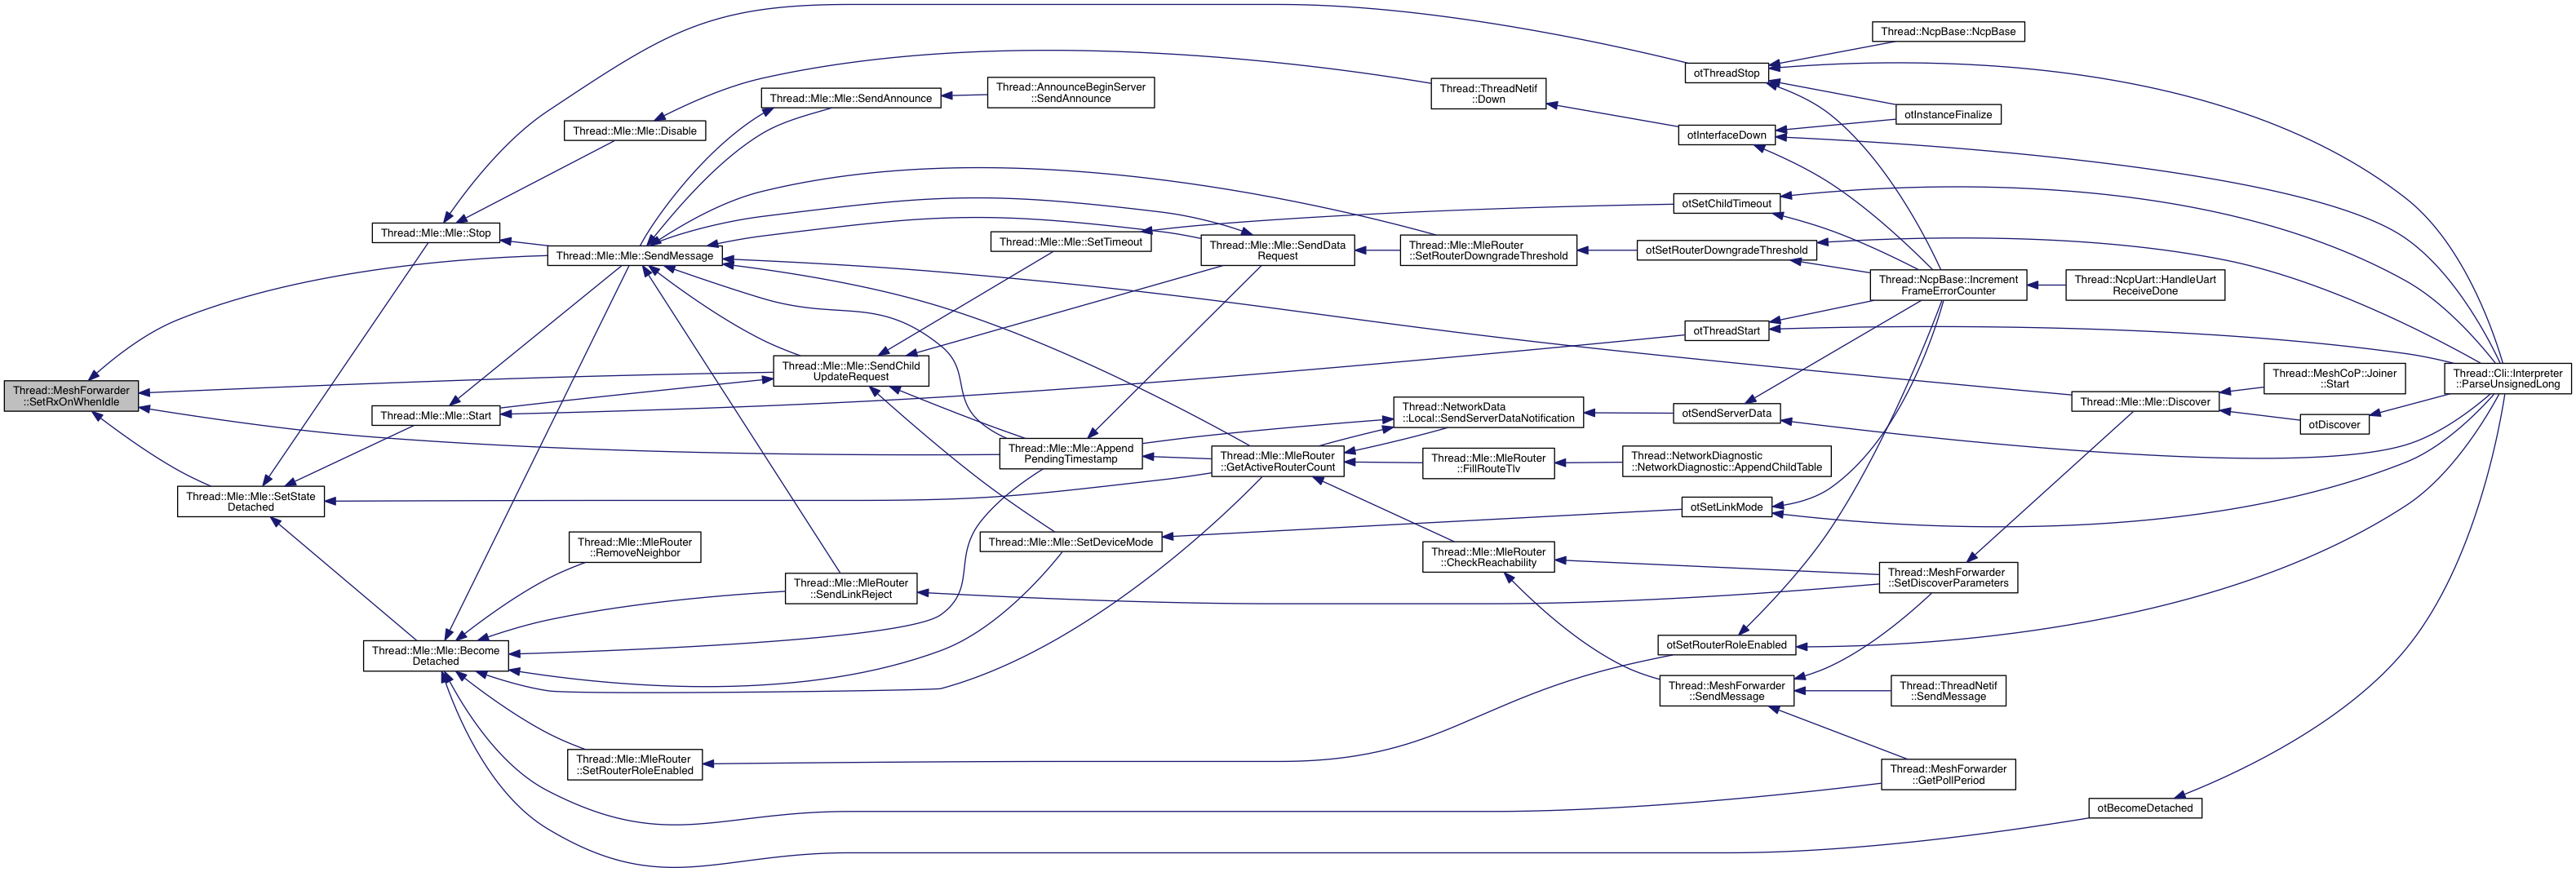 Thread::MeshForwarder
::SetRxOnWhenIdle
Thread::Mle::Mle::SetState
Detached
Thread::Mle::Mle::Stop
Thread::Mle::Mle::Start
Thread::Mle::Mle::Become
Detached
Thread::Mle::Mle::Disable
Thread::Mle::Mle::SendMessage
Thread::Mle::MleRouter
::RemoveNeighbor
Thread::Mle::MleRouter
::SetRouterRoleEnabled
Thread::Mle::Mle::SendAnnounce
Thread::Mle::Mle::SendChild
UpdateRequest
Thread::Mle::MleRouter
::SendLinkReject
Thread::AnnounceBeginServer
::SendAnnounce
Thread::Mle::Mle::SetTimeout
Thread::Mle::Mle::Append
PendingTimestamp
Thread::Mle::Mle::SetDeviceMode
Thread::Mle::Mle::SendData
Request
Thread::Mle::MleRouter
::GetActiveRouterCount
Thread::ThreadNetif
::Down
Thread::Mle::MleRouter
::SetRouterDowngradeThreshold
Thread::NetworkData
::Local::SendServerDataNotification
Thread::Mle::MleRouter
::FillRouteTlv
Thread::Mle::MleRouter
::CheckReachability
otThreadStop
otInterfaceDown
otSetChildTimeout
otSetRouterDowngradeThreshold
otThreadStart
otSendServerData
Thread::NetworkDiagnostic
::NetworkDiagnostic::AppendChildTable
otSetLinkMode
otSetRouterRoleEnabled
Thread::MeshForwarder
::SendMessage
Thread::NcpBase::NcpBase
otInstanceFinalize
Thread::NcpBase::Increment
FrameErrorCounter
Thread::MeshForwarder
::SetDiscoverParameters
Thread::ThreadNetif
::SendMessage
Thread::MeshForwarder
::GetPollPeriod
Thread::NcpUart::HandleUart
ReceiveDone
Thread::Mle::Mle::Discover
otBecomeDetached
Thread::MeshCoP::Joiner
::Start
otDiscover
Thread::Cli::Interpreter
::ParseUnsignedLong